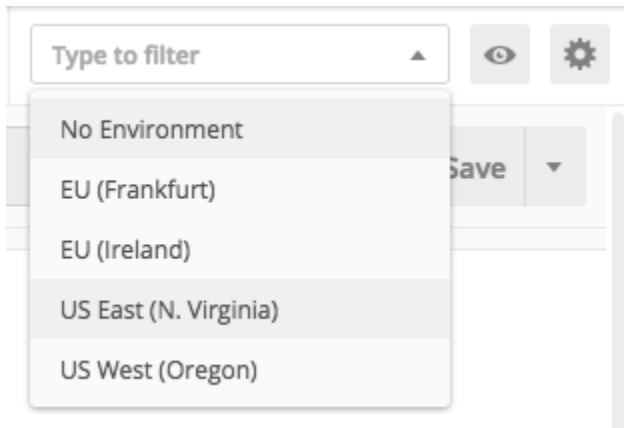 Type to filter
No Environment
Save
EU (Frankfurt)
EU (Ireland)
US East (N. Virginia)
US West (Oregon)